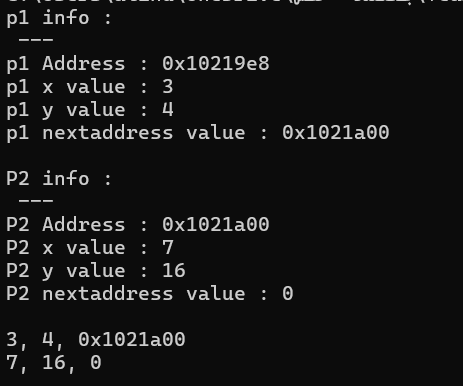 p1 info :
---
p1 Address : 0x10219e8
p1 x value : 3
p1 y value : 4
p1 nextaddress value : 0x1021a00
P2 info :
---
P2 Address : 0x1021a00
P2 x value : 7
P2 y value : 16
P2 nextaddress value : 0
3, 4, 0x1021a00
7, 16, 0